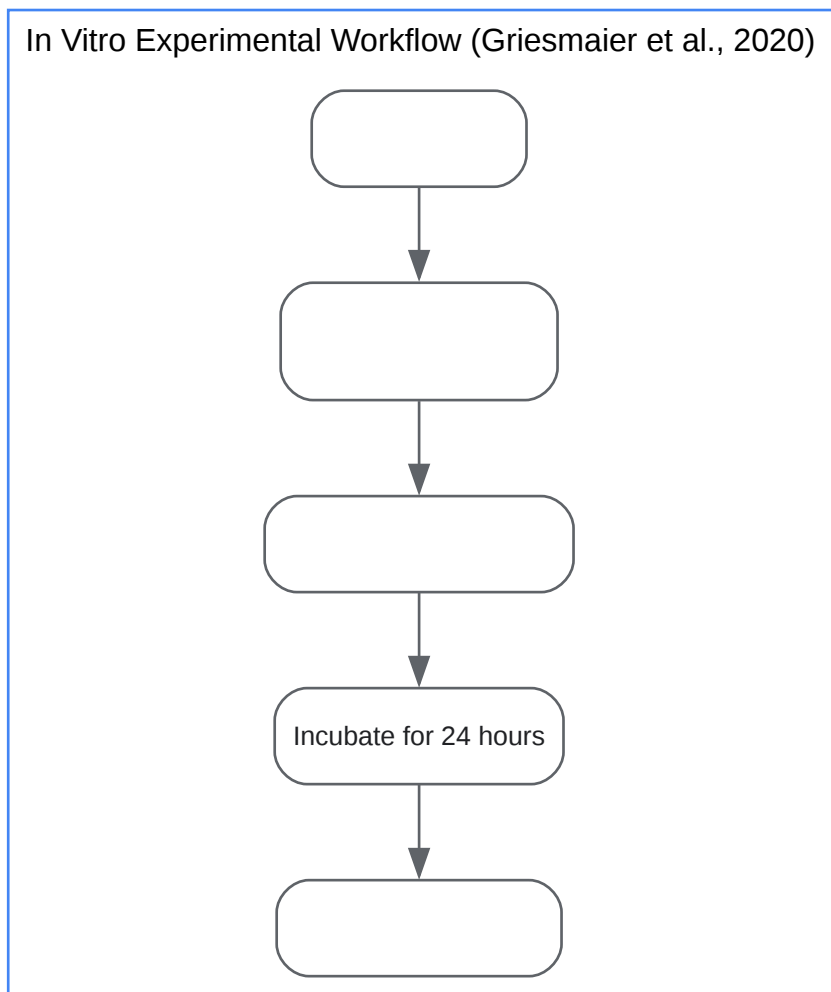 In Vitro Experimental Workflow (Griesmaier et al., 2020)
Incubate for 24 hours